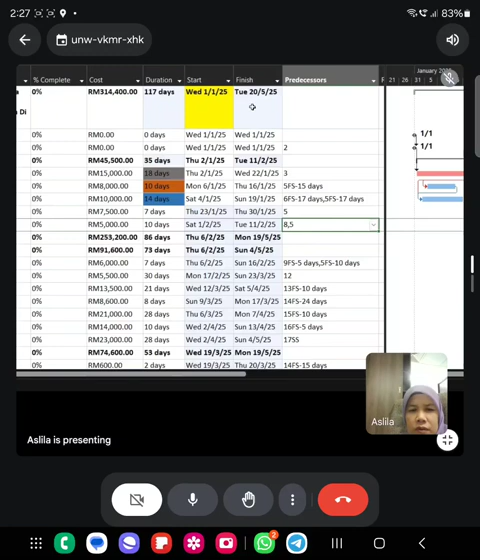 2:27
83%
unw-vkmr-xhk
January 20
% Complete Cost Duration Start Finish Predecessors
21 26 31 5 10 15
0% RM314,400.00 117 days Wed 1/1/25 Tue 20/5/25
Di
0% RM0.00 0 days Wed 1/1/25 Wed 1/1/25 1/1
0% RM0.00 0 days Wed 1/1/25 Wed 1/1/25 2 1/1
0% RM45,500.00 35 days Thu 2/1/25 Tue 11/2/25
0% RM15,000.00 18 days Thu 2/1/25 Wed 22/1/25 3
0% RM8,000.00 10 days Mon 6/1/25 Thu 16/1/25 5FS-15 days
0% RM10,000.00 14 days Sat 4/1/25 Sun 19/1/25 6FS-17 days,5FS-17 days
0% RM7,500.00 7 days Thu 23/1/25 Thu 30/1/25 5
0% RM5,000.00 10 days Sat 1/2/25 Tue 11/2/25 8,5
0% RM253,200.00 86 days Thu 6/2/25 Mon 19/5/25
0% RM91,600.00 73 days Thu 6/2/25 Sun 4/5/25
0% RM6,000.00 7 days Thu 6/2/25 Sun 16/2/25 9FS-5 days,5FS-10 days
0% RM5,500.00 30 days Mon 17/2/25 Sun 23/3/25 12
0% RM13,500.00 21 days Wed 12/3/25 Sat 5/4/25 13FS-10 days
0% RM8,600.00 8 days Sun 9/3/25 Mon 17/3/25 14FS-24 days
0% RM21,000.00 28 days Thu 6/3/25 Mon 7/4/25 15FS-10 days
0% RM14,000.00 10 days Wed 2/4/25 Sun 13/4/25 16FS-5 days
0% RM23,000.00 28 days Wed 2/4/25 Sun 4/5/25 17SS
0% RM74,600.00 53 days Wed 19/3/25 Mon 19/5/25
0% RM600.00 2 days Wed 19/3/25 Thu 20/3/25 14FS-15 days
Aslila
Aslila is presenting
2